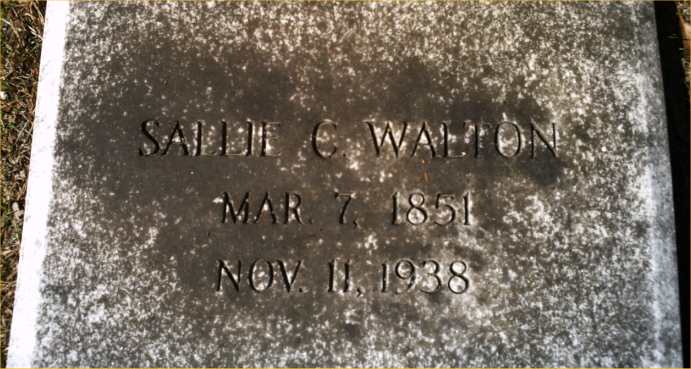 SALLIE C. WALTON
MAR. 7, 1851
NOV. 11, 1938